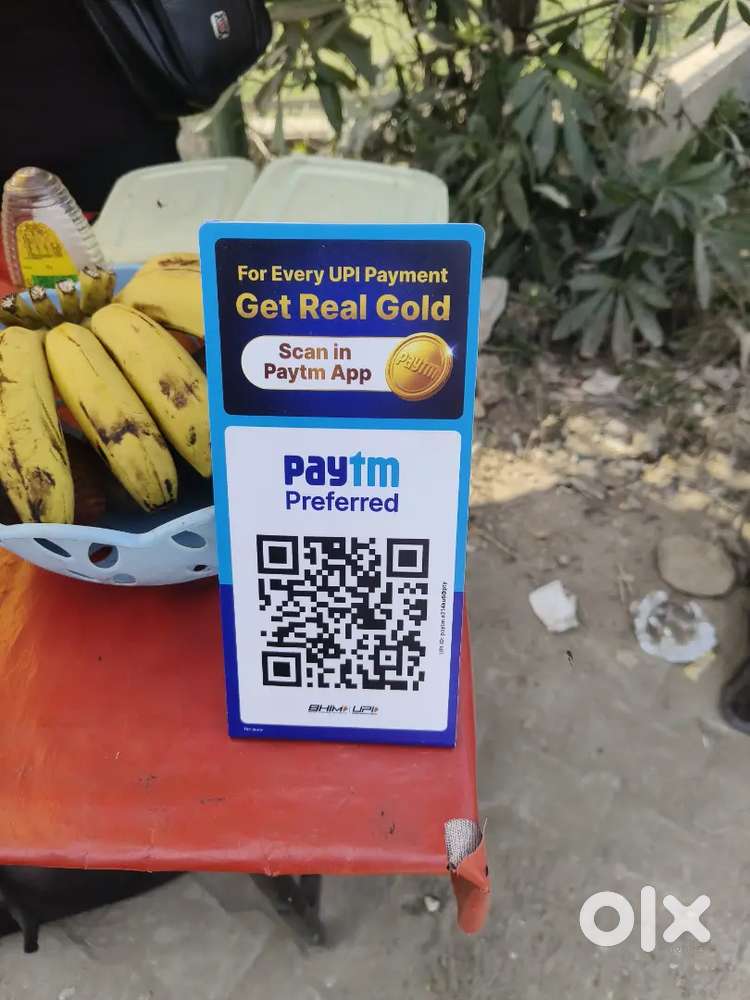 For Every UPI Payment
Get Real Gold
Scan in
Paytm App
Paytm
paytm
Preferred
BHIM UPI
olx